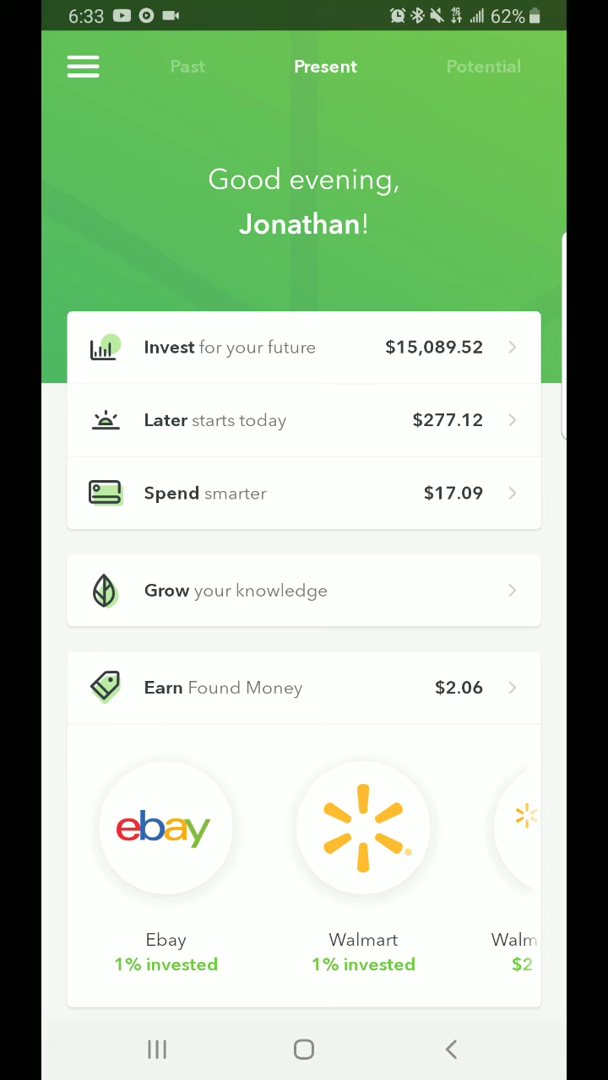 6:33 62%
Past Present Potential
Good evening,
Jonathan!
Invest for your future $15,089.52
Later starts today $277.12
Spend smarter $17.09
Grow your knowledge
Earn Found Money $2.06
ebay
Ebay Walmart Walm
1% invested 1% invested $2